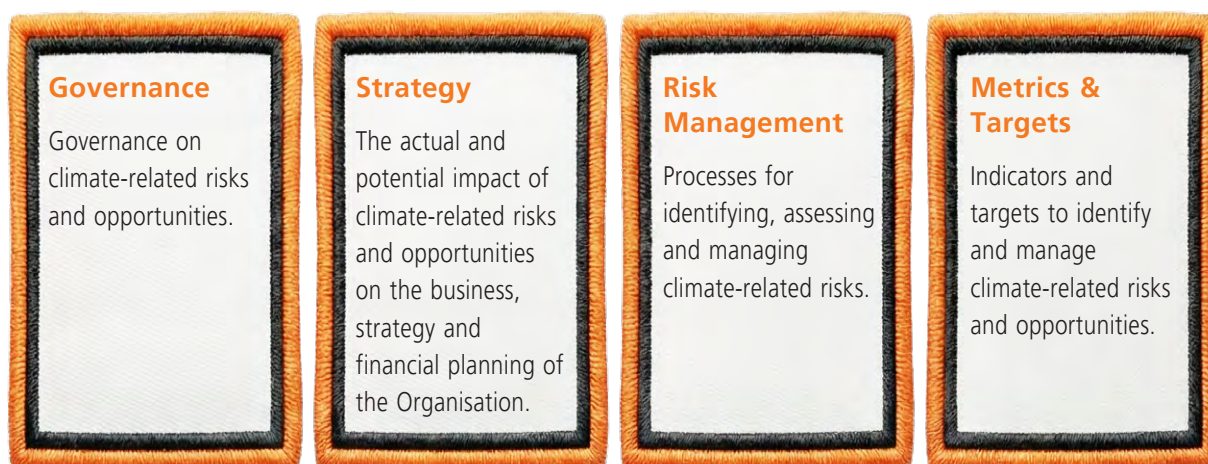 Governance
Governance on
climate-related risks
and opportunities.
Strategy
The actual and
potential impact of
climate-related risks
and opportunities
on the business,
strategy and
financial planning of
the Organisation.
Risk
Management
Processes for
identifying, assessing
and managing
climate-related risks.
Metrics &
Targets
Indicators and
targets to identify
and manage
climate-related risks
and opportunities.